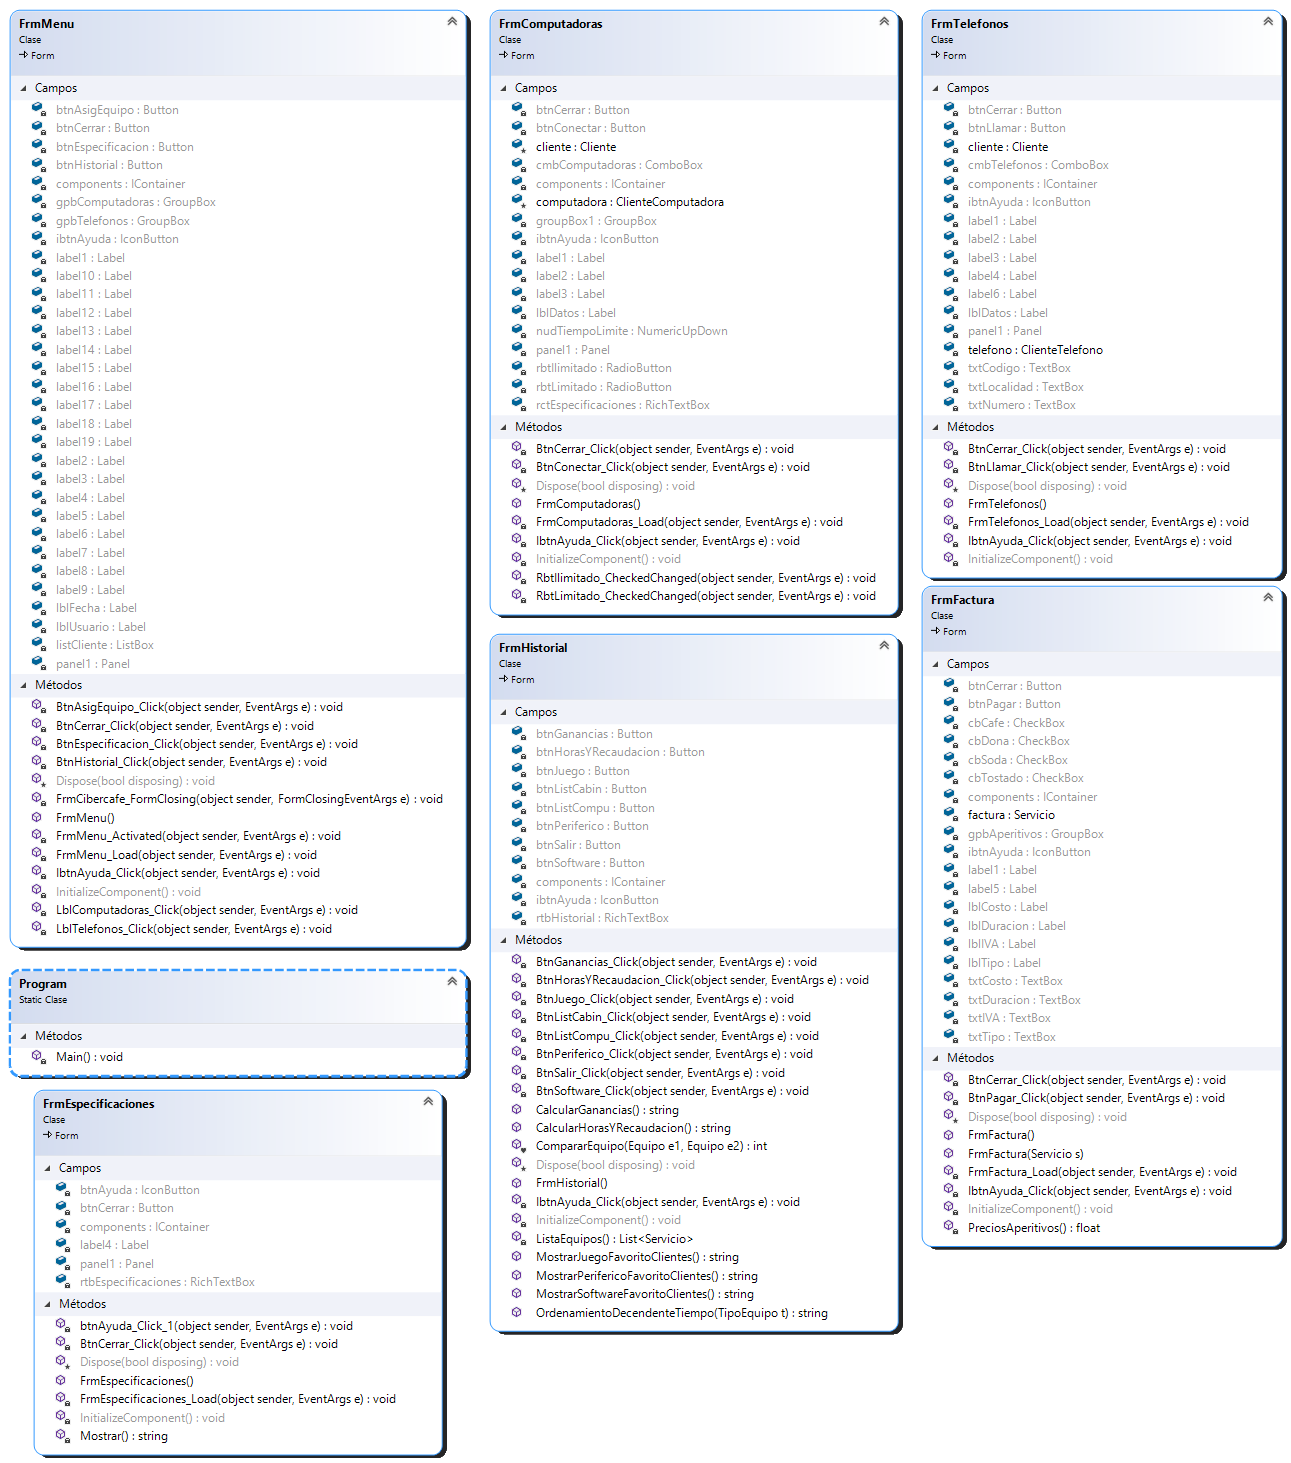 FrmMenu
Clase
Form
Campos
btnAsigEquipo : Button
btnCerrar : Button
btnEspecificacion : Button
btnHistorial : Button
components : IContainer
gpbComputadoras : GroupBox
gpbTelefonos : GroupBox
ibtnAyuda : IconButton
label1 : Label
label10 : Label
label11 : Label
label12 : Label
label13 : Label
label14 : Label
label15 : Label
label16 : Label
label17 : Label
label18 : Label
label19 : Label
label2 : Label
label3 : Label
label4 : Label
label5 : Label
label6 : Label
label7 : Label
label8 : Label
label9 : Label
lblFecha : Label
lblUsuario : Label
listCliente : ListBox
panel1 : Panel
Métodos
BtnAsigEquipo_Click(object sender, EventArgs e) : void
BtnCerrar_Click(object sender, EventArgs e) : void
BtnEspecificacion_Click(object sender, EventArgs e) : void
BtnHistorial_Click(object sender, EventArgs e) : void
Dispose(bool disposing) : void
FrmCibercafe_FormClosing(object sender, FormClosingEventArgs e) : void
FrmMenu()
FrmMenu_Activated(object sender, EventArgs e) : void
FrmMenu_Load(object sender, EventArgs e) : void
IbtnAyuda_Click(object sender, EventArgs e) : void
InitializeComponent() : void
LblComputadoras_Click(object sender, EventArgs e) : void
LblTelefonos_Click(object sender, EventArgs e) : void
Program
Static Clase
Métodos
Main() : void
FrmEspecificaciones
Clase
Form
Campos
btnAyuda : IconButton
btnCerrar : Button
components : IContainer
label4 : Label
panel1 : Panel
rtbEspecificaciones : RichTextBox
Métodos
btnAyuda_Click_1(object sender, EventArgs e) : void
BtnCerrar_Click(object sender, EventArgs e) : void
Dispose(bool disposing) : void
FrmEspecificaciones()
FrmEspecificaciones_Load(object sender, EventArgs e) : void
InitializeComponent() : void
Mostrar() : string
FrmComputadoras
Clase
Form
Campos
btnCerrar : Button
btnConectar : Button
cliente : Cliente
cmbComputadoras : ComboBox
components : IContainer
computadora : ClienteComputadora
groupBox1 : GroupBox
ibtnAyuda : IconButton
label1 : Label
label2 : Label
label3 : Label
lblDatos : Label
nudTiempoLimite : NumericUpDown
panel1 : Panel
rbtIlimitado : RadioButton
rbtLimitado : RadioButton
rctEspecificaciones : RichTextBox
Métodos
BtnCerrar_Click(object sender, EventArgs e) : void
BtnConectar_Click(object sender, EventArgs e) : void
Dispose(bool disposing) : void
FrmComputadoras()
FrmComputadoras_Load(object sender, EventArgs e) : void
IbtnAyuda_Click(object sender, EventArgs e) : void
InitializeComponent() : void
RbtIlimitado_CheckedChanged(object sender, EventArgs e) : void
RbtLimitado_CheckedChanged(object sender, EventArgs e) : void
FrmHistorial
Clase
Form
Campos
btnGanancias : Button
btnHorasYRecaudacion : Button
btnJuego : Button
btnListCabin : Button
btnListCompu : Button
btnPeriferico : Button
btnSalir : Button
btnSoftware : Button
components : IContainer
ibtnAyuda : IconButton
rtbHistorial : RichTextBox
Métodos
BtnGanancias_Click(object sender, EventArgs e) : void
BtnHorasYRecaudacion_Click(object sender, EventArgs e) : void
BtnJuego_Click(object sender, EventArgs e) : void
BtnListCabin_Click(object sender, EventArgs e) : void
BtnListCompu_Click(object sender, EventArgs e) : void
BtnPeriferico_Click(object sender, EventArgs e) : void
BtnSalir_Click(object sender, EventArgs e) : void
BtnSoftware_Click(object sender, EventArgs e) : void
CalcularGanancias() : string
CalcularHorasYRecaudacion() : string
CompararEquipo(Equipo e1, Equipo e2) : int
Dispose(bool disposing) : void
FrmHistorial()
IbtnAyuda_Click(object sender, EventArgs e) : void
InitializeComponent() : void
ListaEquipos() : List<Servicio>
MostrarJuegoFavoritoClientes() : string
MostrarPerifericoFavoritoClientes() : string
MostrarSoftwareFavoritoClientes() : string
OrdenamientoDecendenteTiempo(TipoEquipo t) : string
FrmTelefonos
Clase
Form
Campos
btnCerrar : Button
btnLlamar : Button
cliente : Cliente
cmbTelefonos : ComboBox
components : IContainer
ibtnAyuda : IconButton
label1 : Label
label2 : Label
label3 : Label
label4 : Label
label6 : Label
lblDatos : Label
panel1 : Panel
telefono : ClienteTelefono
txtCodigo : TextBox
txtLocalidad : TextBox
txtNumero : TextBox
Métodos
BtnCerrar_Click(object sender, EventArgs e) : void
BtnLlamar_Click(object sender, EventArgs e) : void
Dispose(bool disposing) : void
FrmTelefonos()
FrmTelefonos_Load(object sender, EventArgs e) : void
IbtnAyuda_Click(object sender, EventArgs e) : void
InitializeComponent() : void
FrmFactura
Clase
Form
Campos
btnCerrar : Button
btnPagar : Button
cbCafe : CheckBox
cbDona : CheckBox
cbSoda : CheckBox
cbTostado : CheckBox
components : IContainer
factura : Servicio
gpbAperitivos : GroupBox
ibtnAyuda : IconButton
label1 : Label
label5 : Label
lblCosto : Label
lblDuracion : Label
lblIVA : Label
lblTipo : Label
txtCosto : TextBox
txtDuracion : TextBox
txtIVA : TextBox
txtTipo : TextBox
Métodos
BtnCerrar_Click(object sender, EventArgs e) : void
BtnPagar_Click(object sender, EventArgs e) : void
Dispose(bool disposing) : void
FrmFactura()
FrmFactura(Servicio s)
FrmFactura_Load(object sender, EventArgs e) : void
IbtnAyuda_Click(object sender, EventArgs e) : void
InitializeComponent() : void
PreciosAperitivos() : float